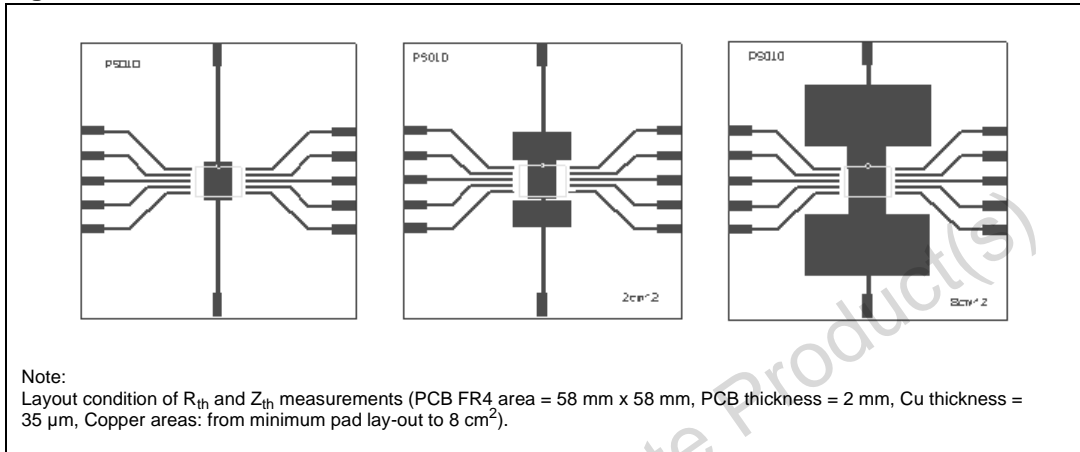 PSO10
PSO10
PSO10
2cm^2
8cm^2
Note:
Layout condition of Rth and Zth measurements (PCB FR4 area = 58 mm x 58 mm, PCB thickness = 2 mm, Cu thickness =
35 µm, Copper areas: from minimum pad lay-out to 8 cm²).
Product(s)